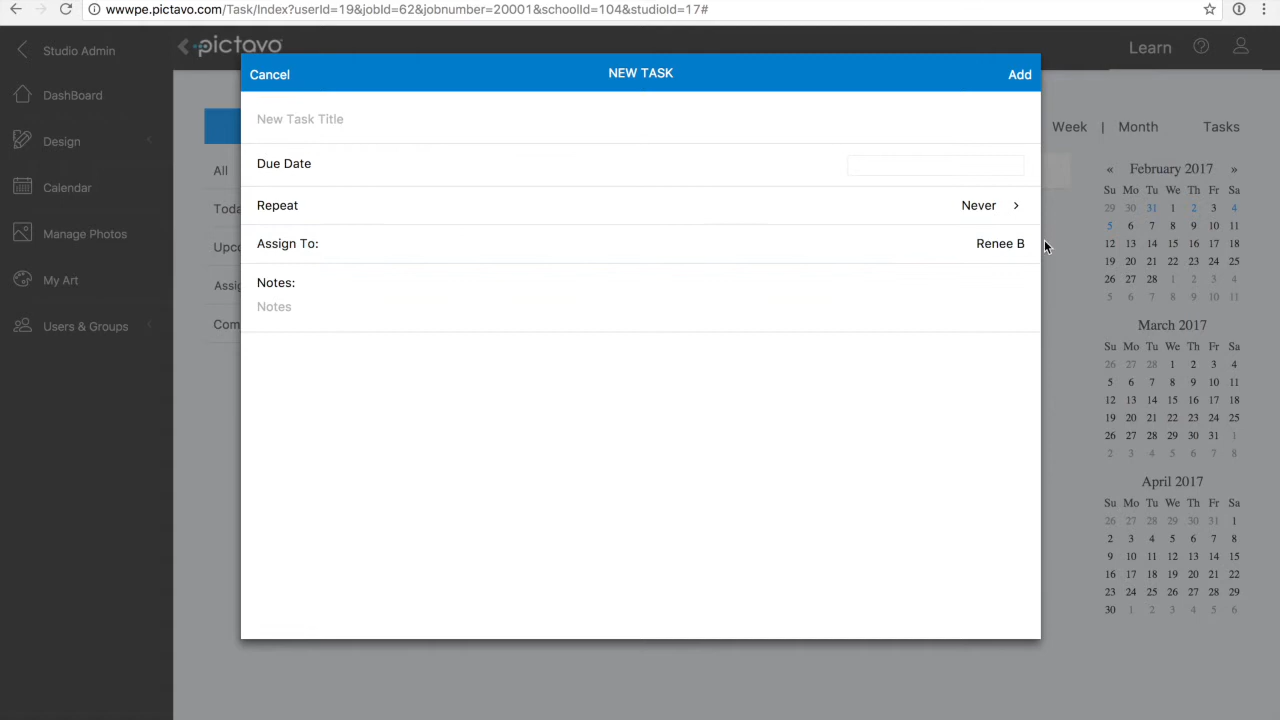 wwwpe.pictavo.com/Task/Index?userId=19&jobId=62&jobnumber=20001&schoolId=104&studioId=17#
Studio Admin
pictavo
Learn
DashBoard
Design
Calendar
Manage Photos
My Art
Users & Groups
Cancel
NEW TASK
Add
New Task Title
Due Date
Repeat
Never >
Assign To:
Renee B
Notes:
Notes
All
Toda
Upco
Assig
Com
Week | Month
Tasks
« February 2017 »
Su Mo Tu We Th Fr Sa
29 30 31 1 2 3 4
5 6 7 8 9 10 11
12 13 14 15 16 17 18
19 20 21 22 23 24 25
26 27 28 1 2 3 4
5 6 7 8 9 10 11
March 2017
Su Mo Tu We Th Fr Sa
26 27 28 1 2 3 4
5 6 7 8 9 10 11
12 13 14 15 16 17 18
19 20 21 22 23 24 25
26 27 28 29 30 31 1
2 3 4 5 6 7 8
April 2017
Su Mo Tu We Th Fr Sa
26 27 28 29 30 31 1
2 3 4 5 6 7 8
9 10 11 12 13 14 15
16 17 18 19 20 21 22
23 24 25 26 27 28 29
30 1 2 3 4 5 6